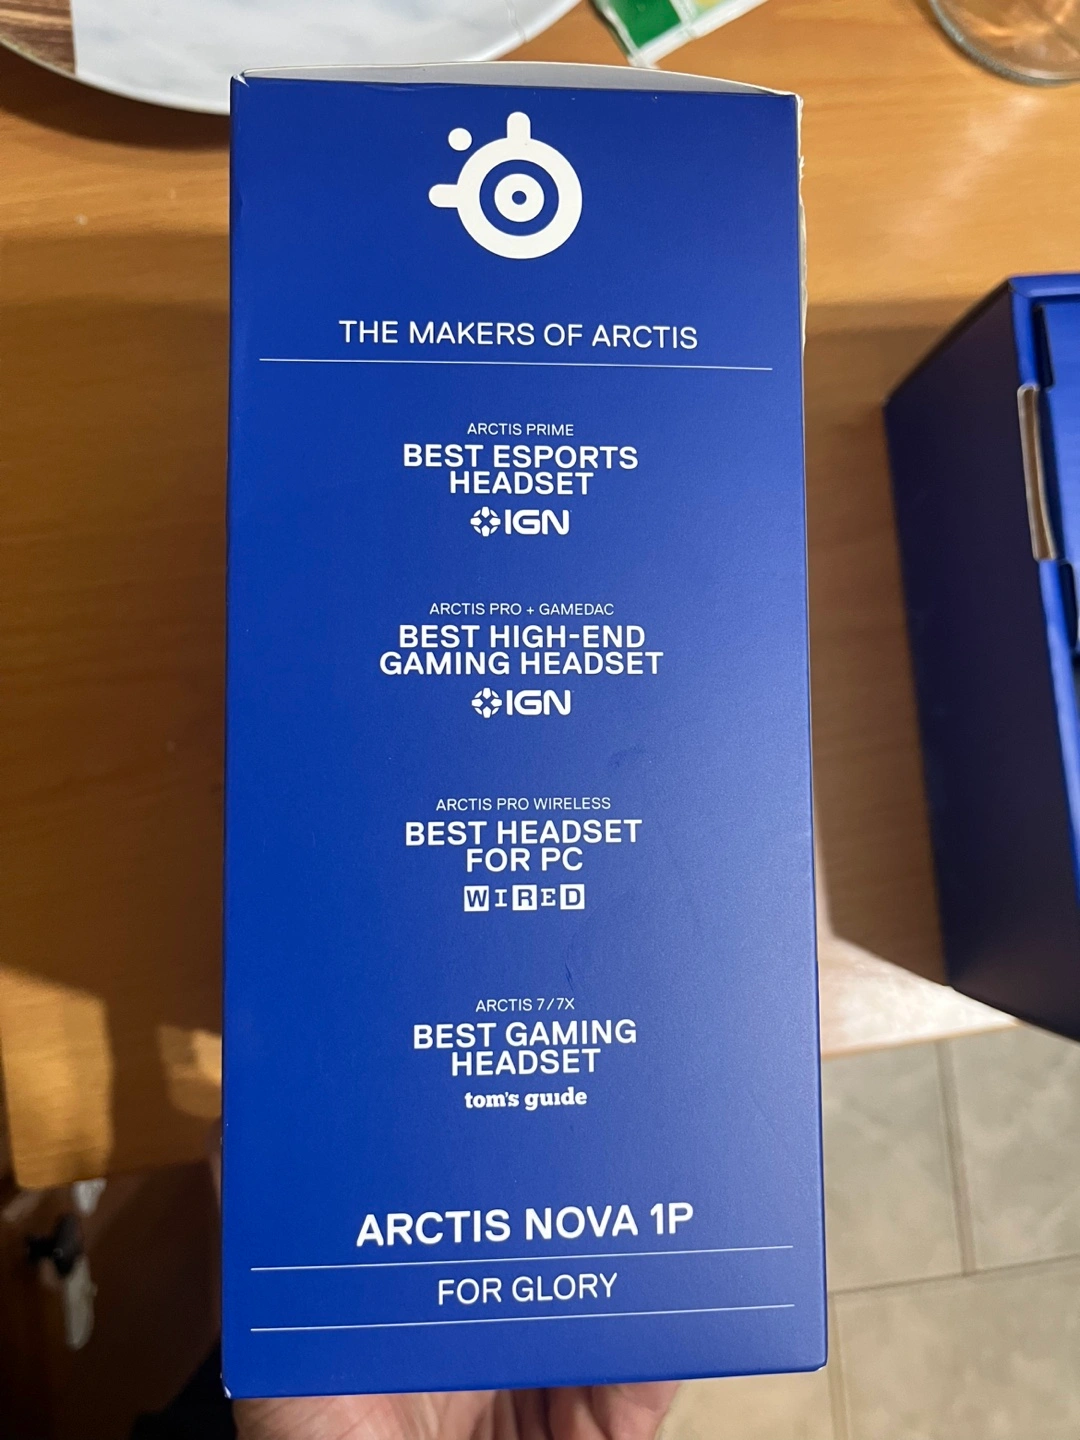 THE MAKERS OF ARCTIS
ARCTIS PRIME
BEST ESPORTS
HEADSET
IGN
ARCTIS PRO + GAMEDAC
BEST HIGH-END
GAMING HEADSET
IGN
ARCTIS PRO WIRELESS
BEST HEADSET
FOR PC
WIRED
ARCTIS 7/7X
BEST GAMING
HEADSET
tom's guide
ARCTIS NOVA 1P
FOR GLORY